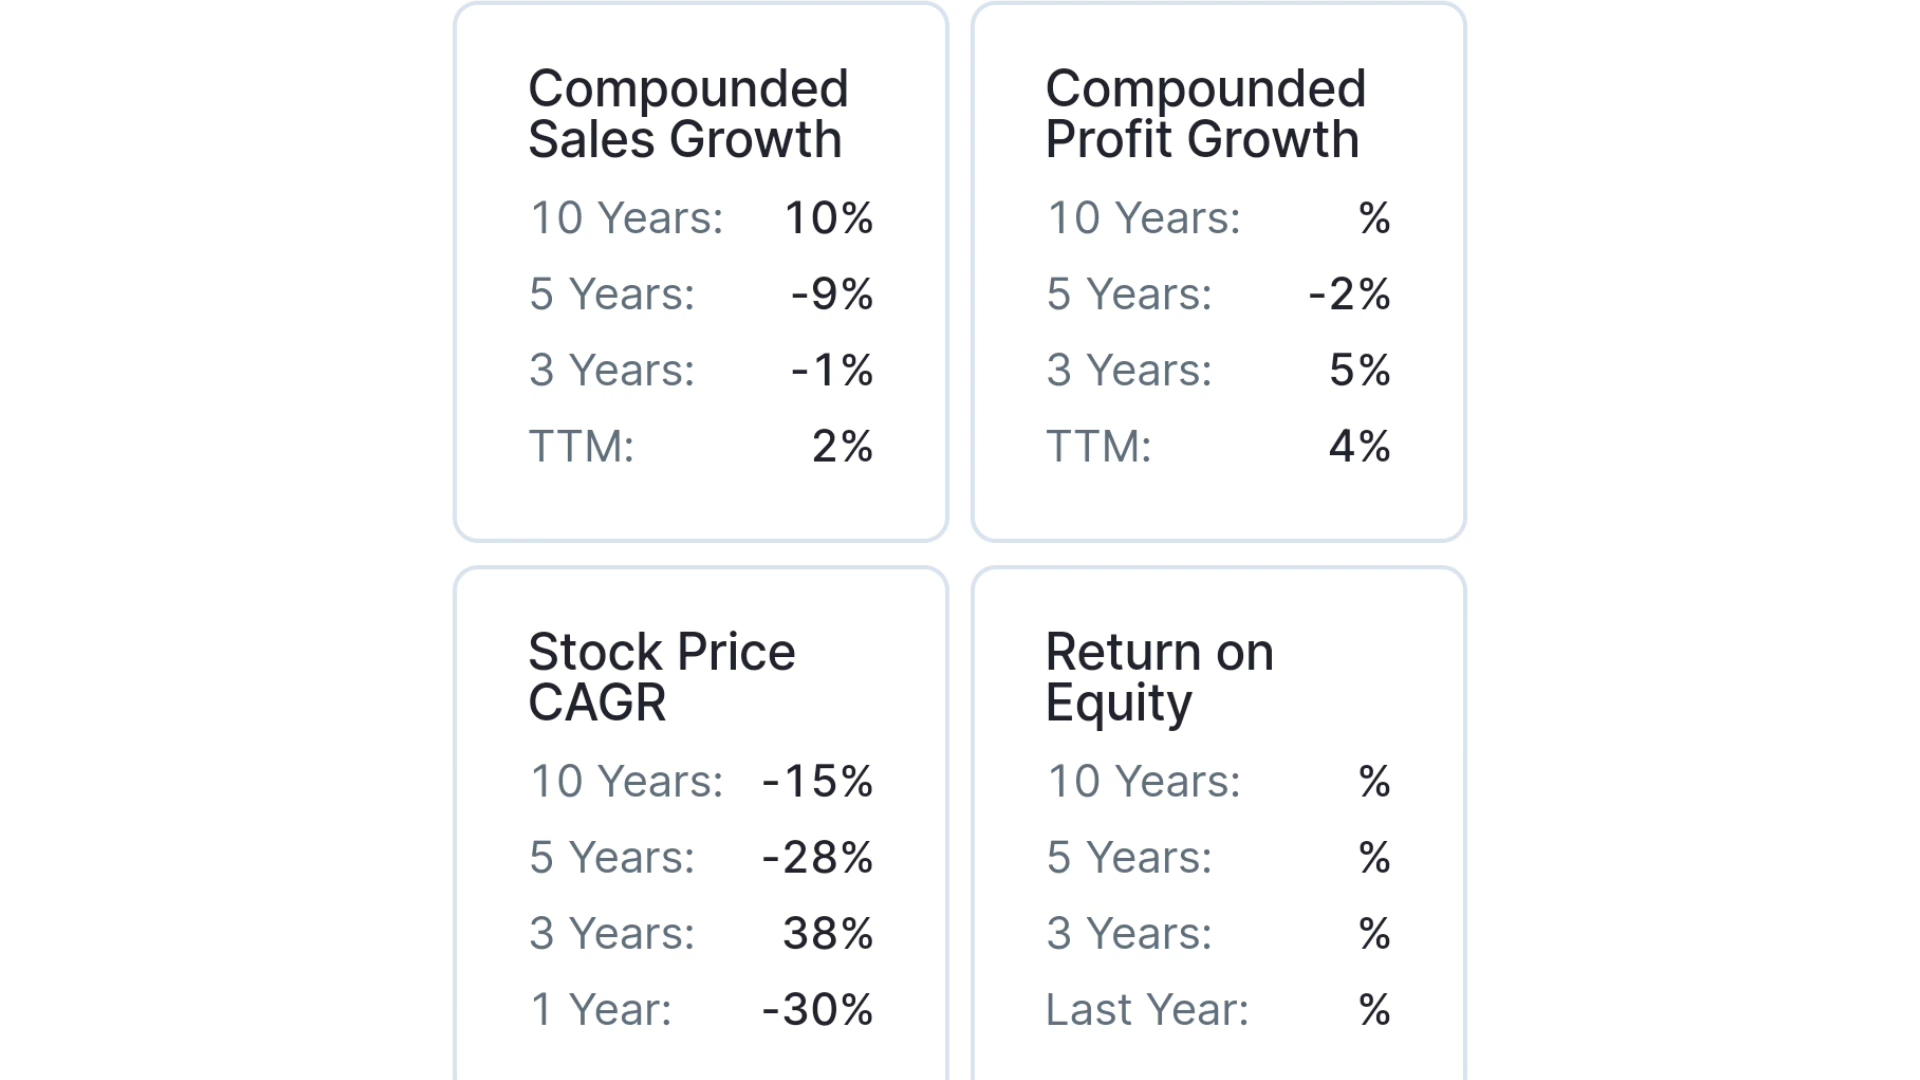 Compounded
Sales Growth
10 Years: 10%
5 Years: -9%
3 Years: -1%
TTM: 2%
Compounded
Profit Growth
10 Years: %
5 Years: -2%
3 Years: 5%
TTM: 4%
Stock Price
CAGR
10 Years: -15%
5 Years: -28%
3 Years: 38%
1 Year: -30%
Return on
Equity
10 Years: %
5 Years: %
3 Years: %
Last Year: %